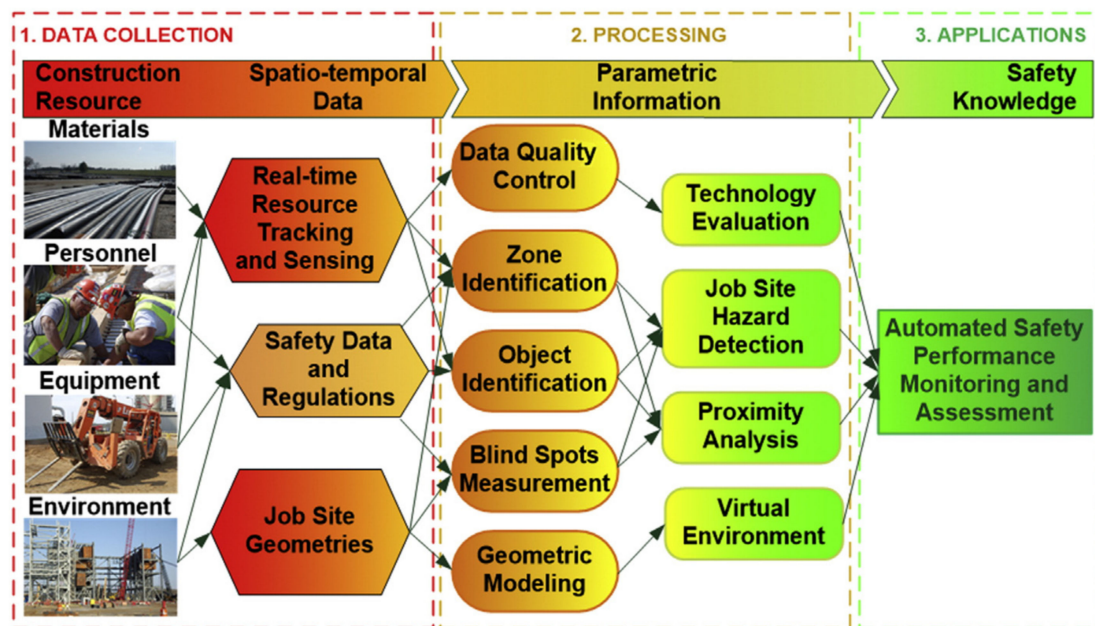 1. DATA COLLECTION
2. PROCESSING
3. APPLICATIONS
Construction
Resource
Spatio-temporal
Data
Parametric
Information
Safety
Knowledge
Materials
Personnel
Equipment
Environment
Real-time
Resource
Tracking
and Sensing
Safety Data
and
Regulations
Job Site
Geometries
Data Quality
Control
Zone
Identification
Object
Identification
Blind Spots
Measurement
Geometric
Modeling
Technology
Evaluation
Job Site
Hazard
Detection
Proximity
Analysis
Virtual
Environment
Automated Safety
Performance
Monitoring and
Assessment